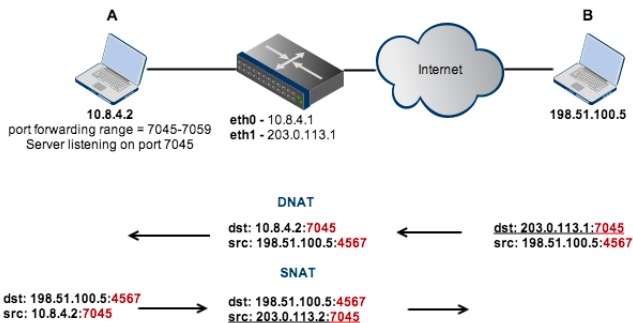 A
B
Internet
10.8.4.2
port forwarding range = 7045-7059
Server listening on port 7045
eth0 - 10.8.4.1
eth1 - 203.0.113.1
198.51.100.5
DNAT
dst: 10.8.4.2:7045
src: 198.51.100.5:4567
dst: 203.0.113.1:7045
src: 198.51.100.5:4567
SNAT
dst: 198.51.100.5:4567
src: 10.8.4.2:7045
dst: 198.51.100.5:4567
src: 203.0.113.2:7045